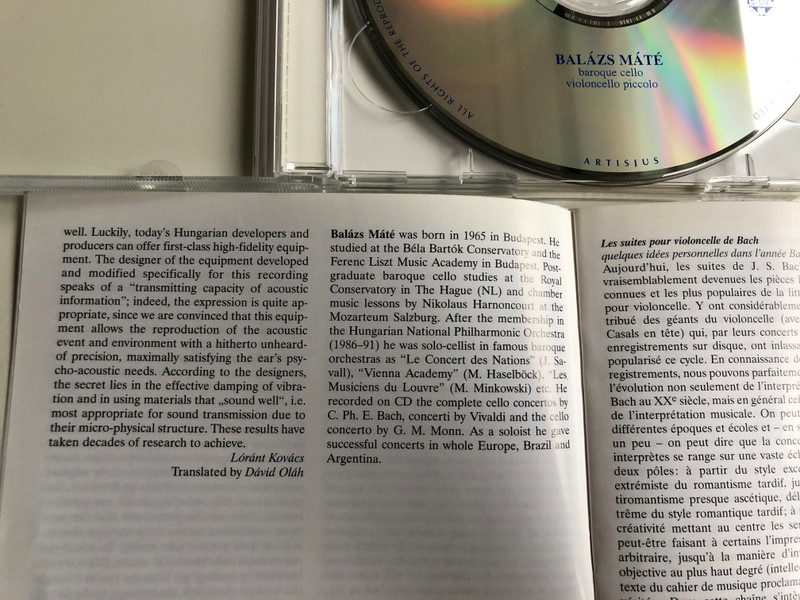 BALÁZS MÁTÉ
baroque cello
violoncello piccolo
ALL RIGHTS OF THE
ARTISJUS
well. Luckily, today's Hungarian developers and
producers can offer first-class high-fidelity equip-
ment. The designer of the equipment developed
and modified specifically for this recording
speaks of a “transmitting capacity of acoustic
information”; indeed, the expression is quite ap-
propriate, since we are convinced that this equip-
ment allows the reproduction of the acoustic
event and environment with a hitherto unheard-
of precision, maximally satisfying the ear's psy-
cho-acoustic needs. According to the designers,
the secret lies in the effective damping of vibra-
tion and in using materials that „sound well“, i.e.
most appropriate for sound transmission due to
their micro-physical structure. These results have
taken decades of research to achieve.
Lóránt Kovács
Translated by Dávid Oláh
Balázs Máté was born in 1965 in Budapest. He
studied at the Béla Bartók Conservatory and the
Ferenc Liszt Music Academy in Budapest. Post-
graduate baroque cello studies at the Royal
Conservatory in The Hague (NL) and chamber
music lessons by Nikolaus Harnoncourt at the
Mozarteum Salzburg. After the membership in
the Hungarian National Philharmonic Orchestra
(1986–91) he was solo-cellist in famous baroque
orchestras as “Le Concert des Nations” (J. Sa-
vall), “Vienna Academy” (M. Haselböck), “Les
Musiciens du Louvre” (M. Minkowski) etc. He
recorded on CD the complete cello concertos by
C. Ph. E. Bach, concerti by Vivaldi and the cello
concerto by G. M. Monn. As a soloist he gave
successful concerts in whole Europe, Brazil and
Argentina.
Les suites pour violoncelle de Bach
quelques idées personnelles dans l'année
Aujourd'hui, les suites de J. S.
vraisemblablement devenues les pièces
connues et les plus populaires de la
pour violoncelle. Y ont
tribué des géants du violoncelle
Casals en tête) qui, par leurs concerts
enregistrements sur disque, ont
popularisé ce cycle. En connaissance
registrements, nous pouvons
l'évolution non seulement de
Bach au XXe siècle, mais en général
de l'interprétation musicale. On
différentes époques et écoles et – en
un peu – on peut dire que la
interprètes se range sur une vaste
deux pôles: à partir du style
extrémiste du romantisme tardif,
tiromantisme presque ascétique,
trême du style romantique tardif; à
créativité mettant au centre les
peut-être faisant à certains
arbitraire, jusqu'à la manière
objective au plus haut degré
texte du cahier de musique